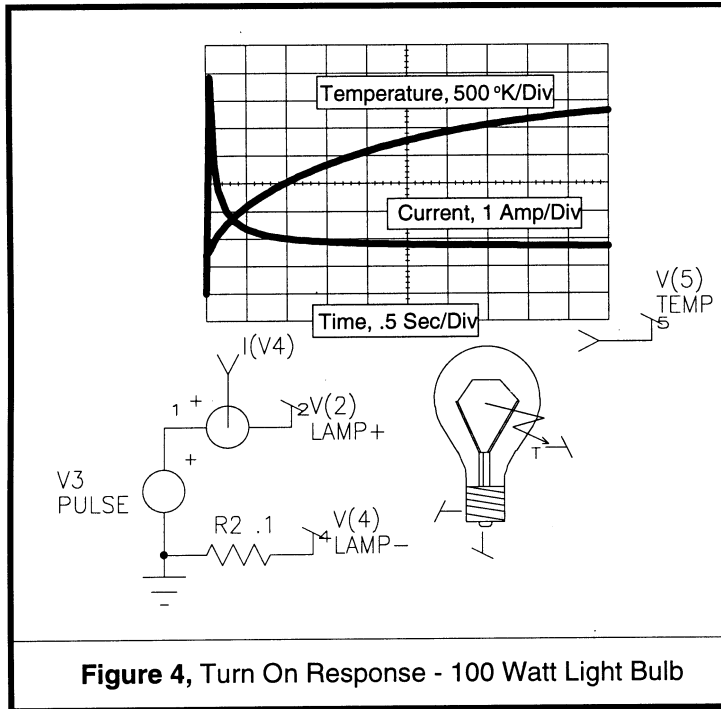 Temperature, 500 °K/Div
Current, 1 Amp/Div
Time, .5 Sec/Div
V(5)
TEMP
5
I(V4)
1
+
2
V(2)
LAMP+
+
V3
PULSE
R2 .1
4
V(4)
LAMP−
T
Figure 4, Turn On Response - 100 Watt Light Bulb